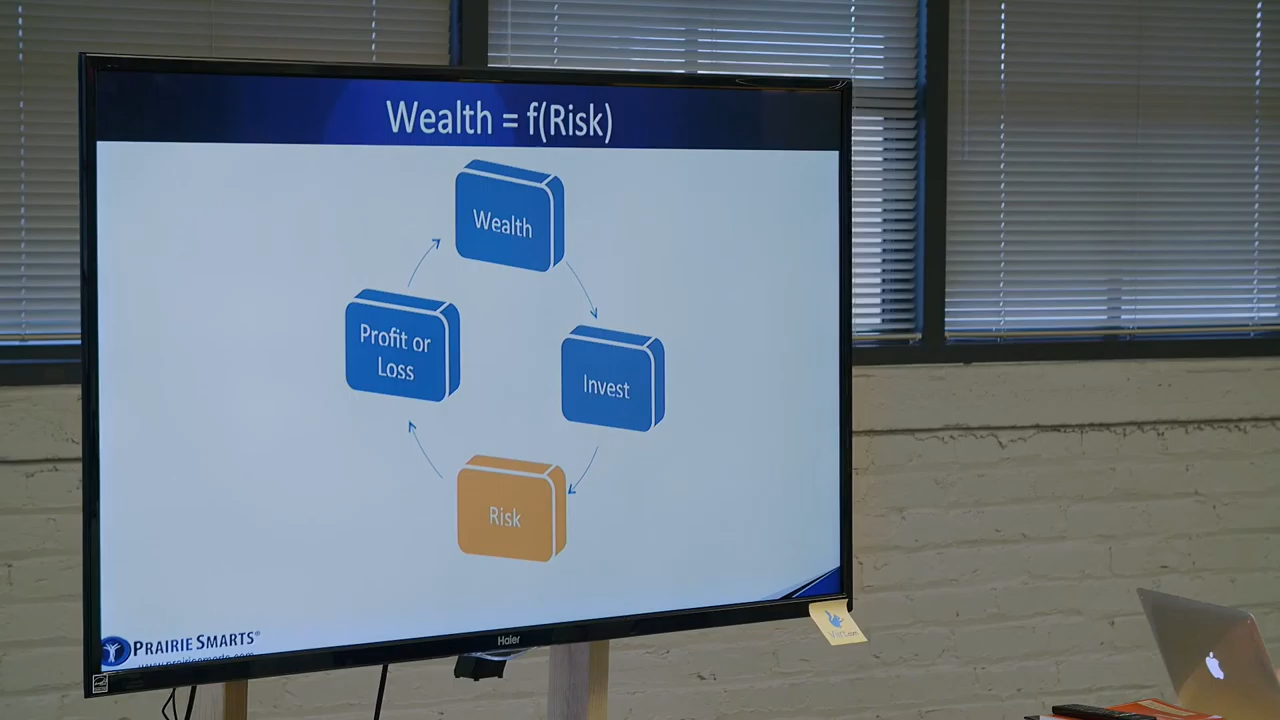 Wealth = f(Risk)
Wealth
Profit or
Loss
Invest
Risk
PRAIRIE SMARTS®
Haier